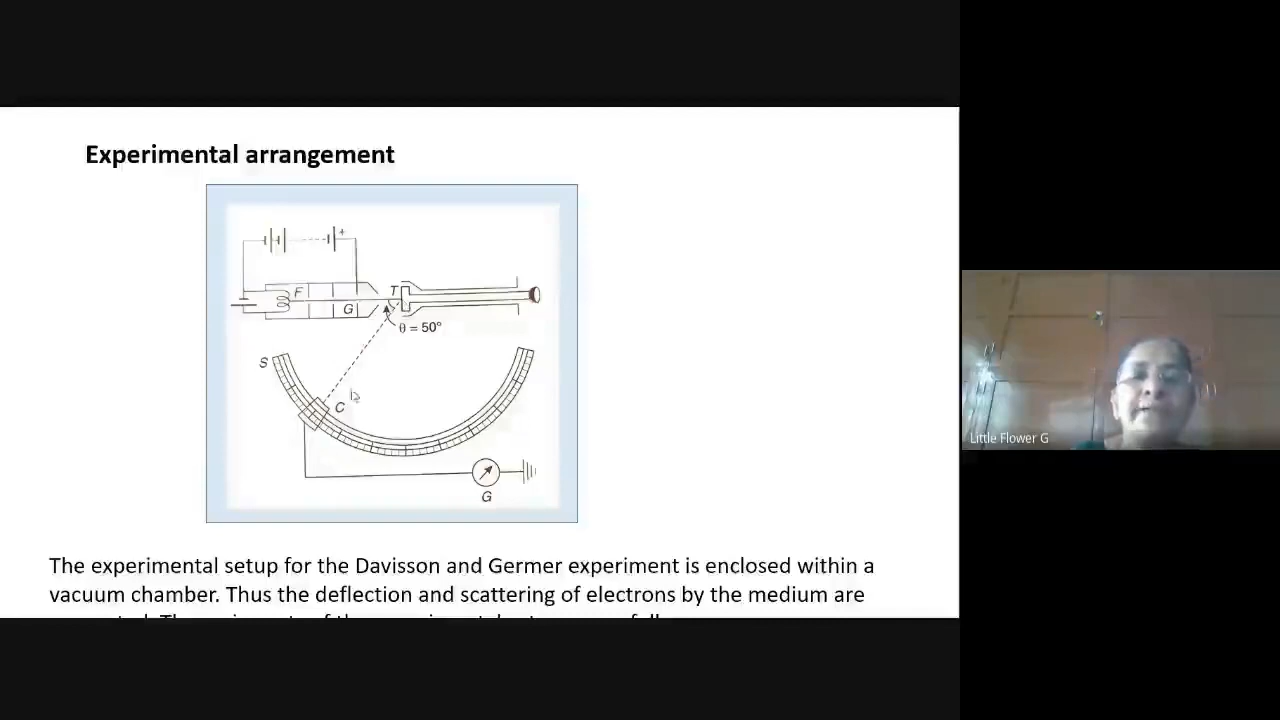 Experimental arrangement
+
F
T
G
θ = 50°
S
C
G
Little Flower G
The experimental setup for the Davisson and Germer experiment is enclosed within a
vacuum chamber. Thus the deflection and scattering of electrons by the medium are